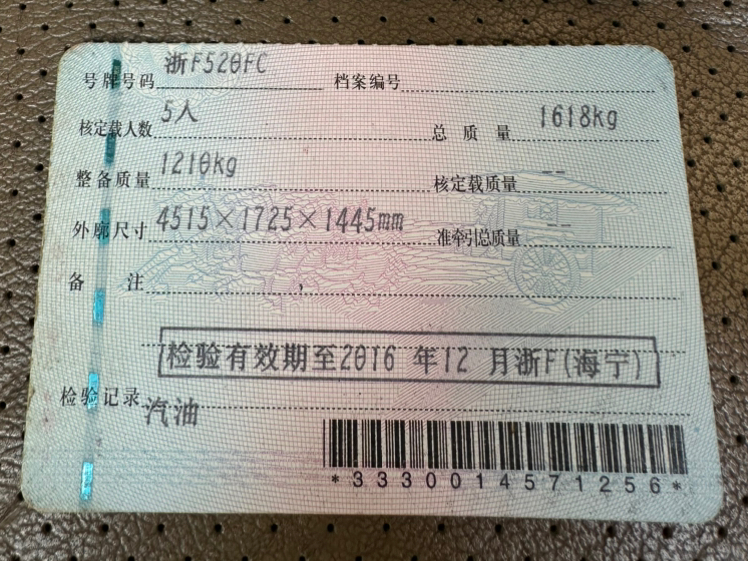 号牌号码 浙F520FC 档案编号
核定载人数 5人 总质量 1618kg
整备质量 1210kg 核定载质量 --
外廓尺寸 4515×1725×1445mm 准牵引总质量 --
备注
检验有效期至2016年12月浙F(海宁)
检验记录 汽油
*3330014571256*